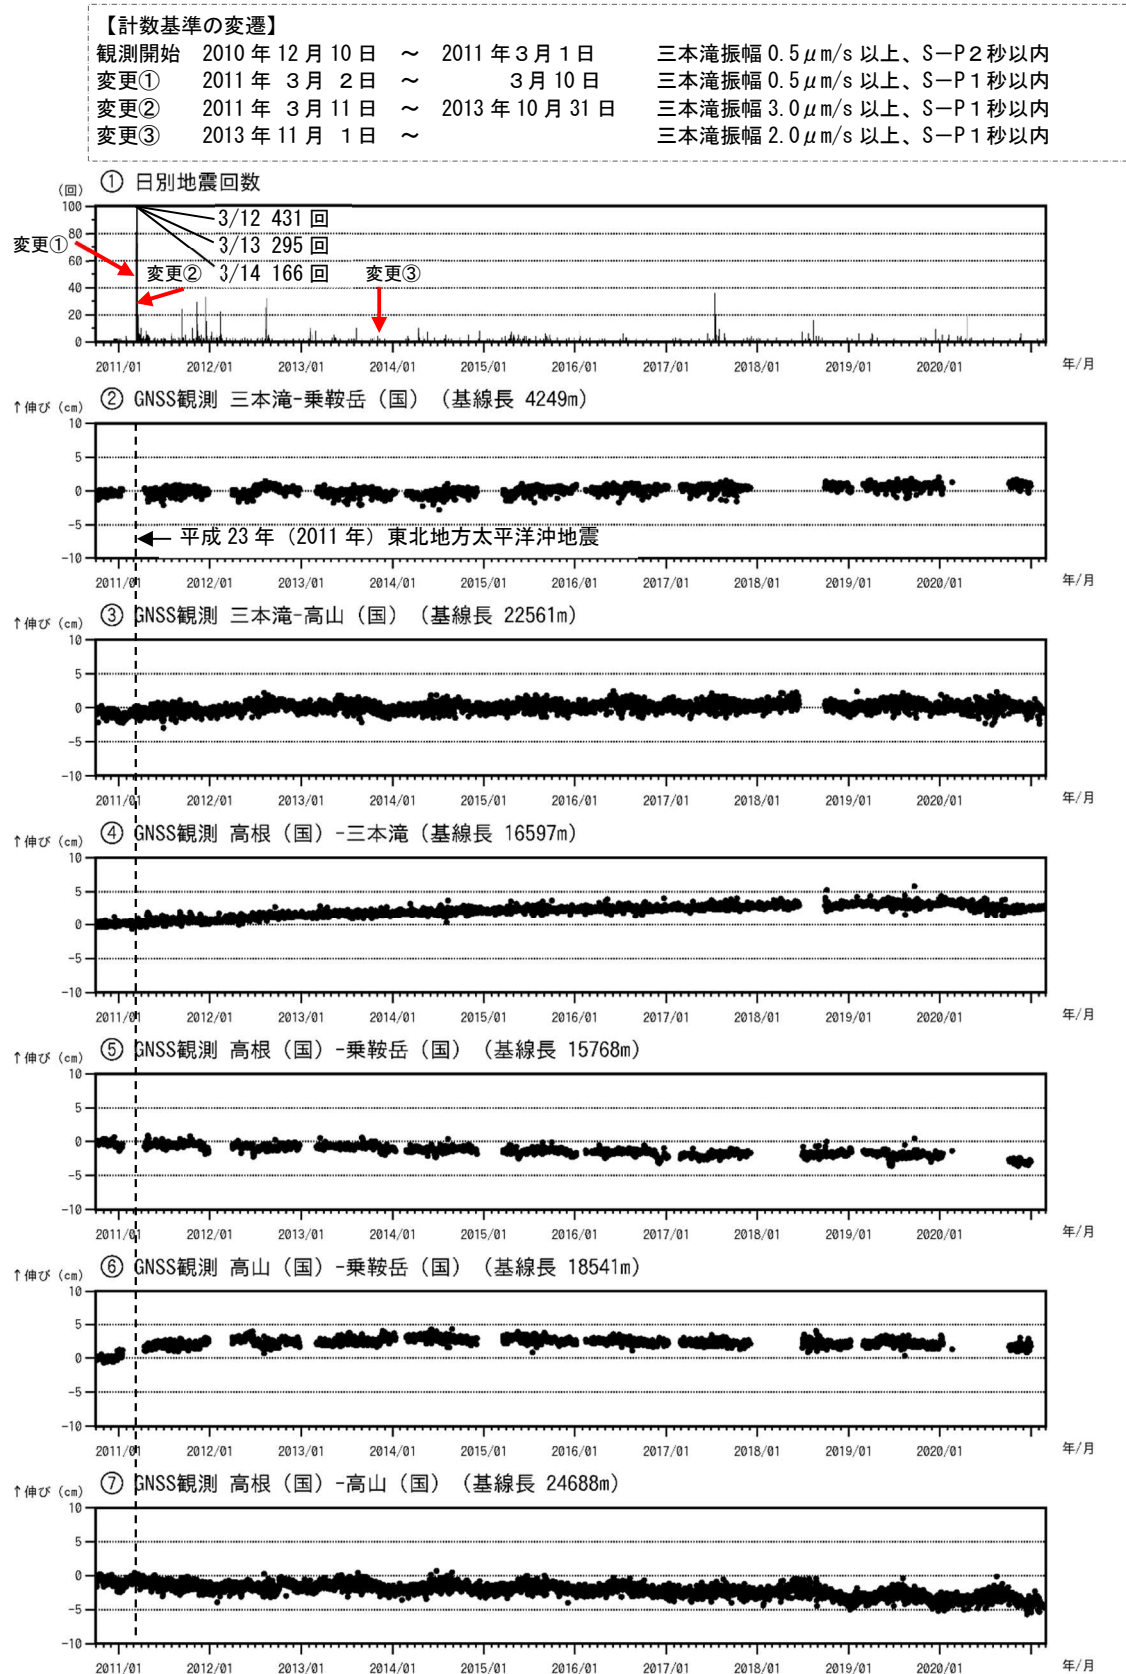 【計数基準の変遷】
観測開始 2010年12月10日 ～ 2011年3月1日 三本滝振幅 0.5μm/s 以上、S－P2秒以内
変更① 2011年 3月 2日 ～ 3月10日 三本滝振幅 0.5μm/s 以上、S－P1秒以内
変更② 2011年 3月11日 ～ 2013年10月31日 三本滝振幅 3.0μm/s 以上、S－P1秒以内
変更③ 2013年11月 1日 ～ 三本滝振幅 2.0μm/s 以上、S－P1秒以内
(回) ① 日別地震回数
100
80
60
40
20
0
3/12 431 回
3/13 295 回
3/14 166 回
変更①
変更②
変更③
2011/01 2012/01 2013/01 2014/01 2015/01 2016/01 2017/01 2018/01 2019/01 2020/01 年/月
↑伸び (cm) ② GNSS観測 三本滝-乗鞍岳（国）（基線長 4249m）
10
5
0
-5
-10
平成 23 年（2011 年）東北地方太平洋沖地震
2011/01 2012/01 2013/01 2014/01 2015/01 2016/01 2017/01 2018/01 2019/01 2020/01 年/月
↑伸び (cm) ③ GNSS観測 三本滝-高山（国）（基線長 22561m）
10
5
0
-5
-10
2011/01 2012/01 2013/01 2014/01 2015/01 2016/01 2017/01 2018/01 2019/01 2020/01 年/月
↑伸び (cm) ④ GNSS観測 高根（国）-三本滝（基線長 16597m）
10
5
0
-5
-10
2011/01 2012/01 2013/01 2014/01 2015/01 2016/01 2017/01 2018/01 2019/01 2020/01 年/月
↑伸び (cm) ⑤ GNSS観測 高根（国）-乗鞍岳（国）（基線長 15768m）
10
5
0
-5
-10
2011/01 2012/01 2013/01 2014/01 2015/01 2016/01 2017/01 2018/01 2019/01 2020/01 年/月
↑伸び (cm) ⑥ GNSS観測 高山（国）-乗鞍岳（国）（基線長 18541m）
10
5
0
-5
-10
2011/01 2012/01 2013/01 2014/01 2015/01 2016/01 2017/01 2018/01 2019/01 2020/01 年/月
↑伸び (cm) ⑦ GNSS観測 高根（国）-高山（国）（基線長 24688m）
10
5
0
-5
-10
2011/01 2012/01 2013/01 2014/01 2015/01 2016/01 2017/01 2018/01 2019/01 2020/01 年/月